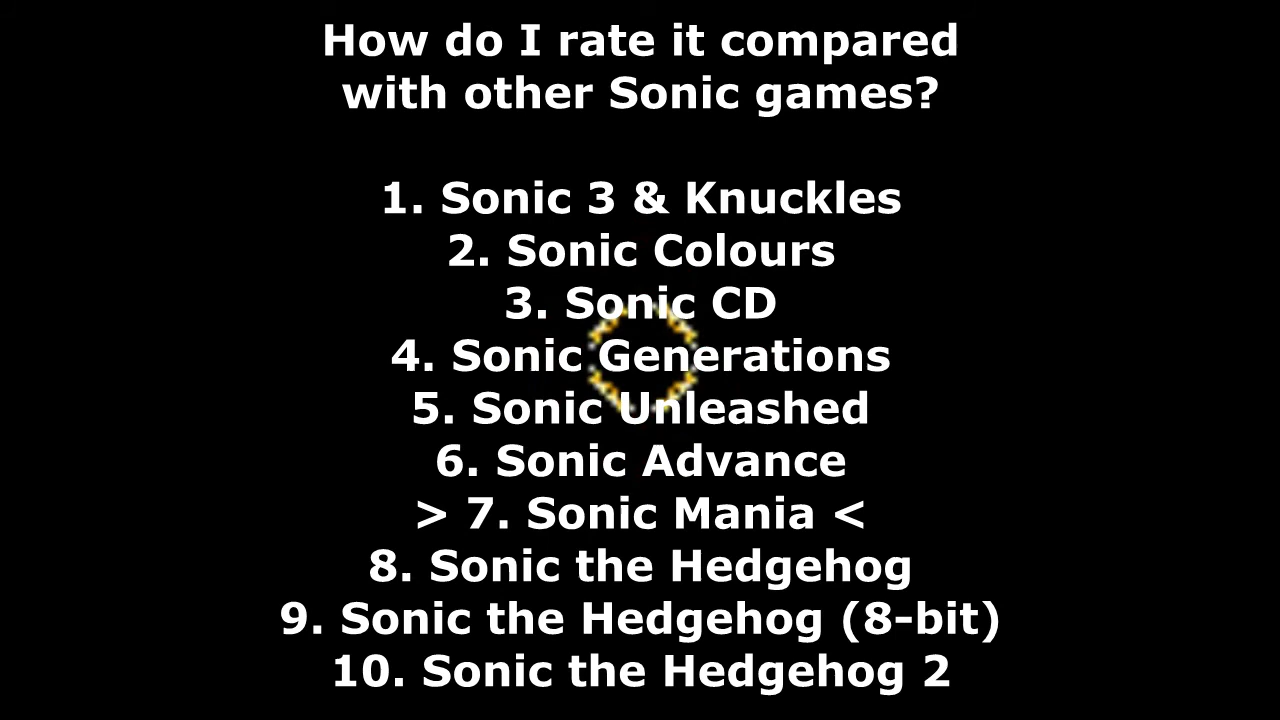 How do I rate it compared
with other Sonic games?
1. Sonic 3 & Knuckles
2. Sonic Colours
3. Sonic CD
4. Sonic Generations
5. Sonic Unleashed
6. Sonic Advance
> 7. Sonic Mania <
8. Sonic the Hedgehog
9. Sonic the Hedgehog (8-bit)
10. Sonic the Hedgehog 2